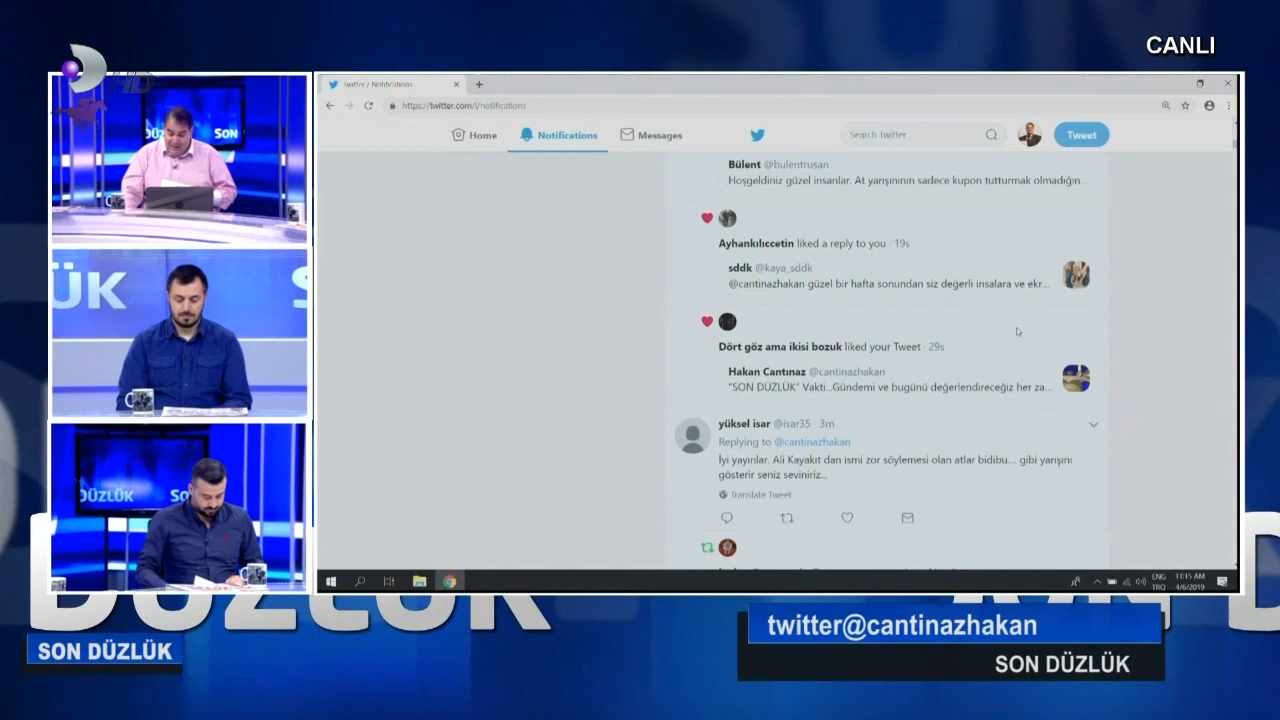 CANLI
HD
DÜZ
SON
ÜK
S
DÜZLÜK
SO
Twitter / Notifications
https://twitter.com/i/notifications
Home
Notifications
Messages
Search Twitter
Tweet
Bülent @bulentrusan
Hoşgeldiniz güzel insanlar. At yarışınının sadece kupon tutturmak olmadığın...
Ayhankılıccetin liked a reply to you · 19s
sddk @kaya_sddk
@cantinazhakan güzel bir hafta sonundan siz değerli insalara ve ekr...
Dört göz ama ikisi bozuk liked your Tweet · 29s
Hakan Cantınaz @cantinazhakan
"SON DÜZLÜK" Vakti..Gündemi ve bugünü değerlendireceğiz her za...
yüksel isar @isar35 · 3m
Replying to @cantinazhakan
İyi yayınlar. Ali Kayakıt dan ismi zor söylemesi olan atlar bidibu.... gibi yarışını
gösterir seniz seviniriz...
Translate Tweet
ENG
TRQ
11:15 AM
4/6/2019
DÜZLÜK
D
SON DÜZLÜK
twitter@cantinazhakan
SON DÜZLÜK